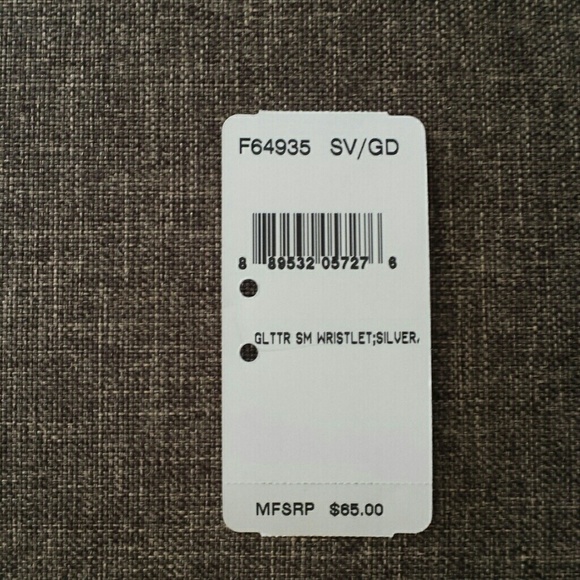 F64935 SV/GD
8 89532 05727 6
GLTTR SM WRISTLET;SILVER,
MFSRP $65.00